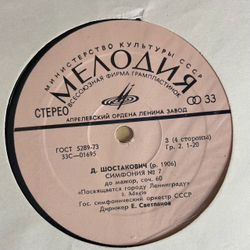 МИНИСТЕРСТВО КУЛЬТУРЫ СССР
МЕЛОДИЯ
ВСЕСОЮЗНАЯ ФИРМА ГРАМПЛАСТИНОК
СТЕРЕО
33
АПРЕЛЕВСКИЙ ОРДЕНА ЛЕНИНА ЗАВОД
ГОСТ 5289-73
33С—01695
3 (4 стороны)
Гр. 2. 1-20
Д. ШОСТАКОВИЧ (р. 1906)
СИМФОНИЯ № 7
до мажор, соч. 60
«Посвящается городу Ленинграду»
Adagio
Гос. симфонический оркестр СССР
Дирижер Е. Светланов